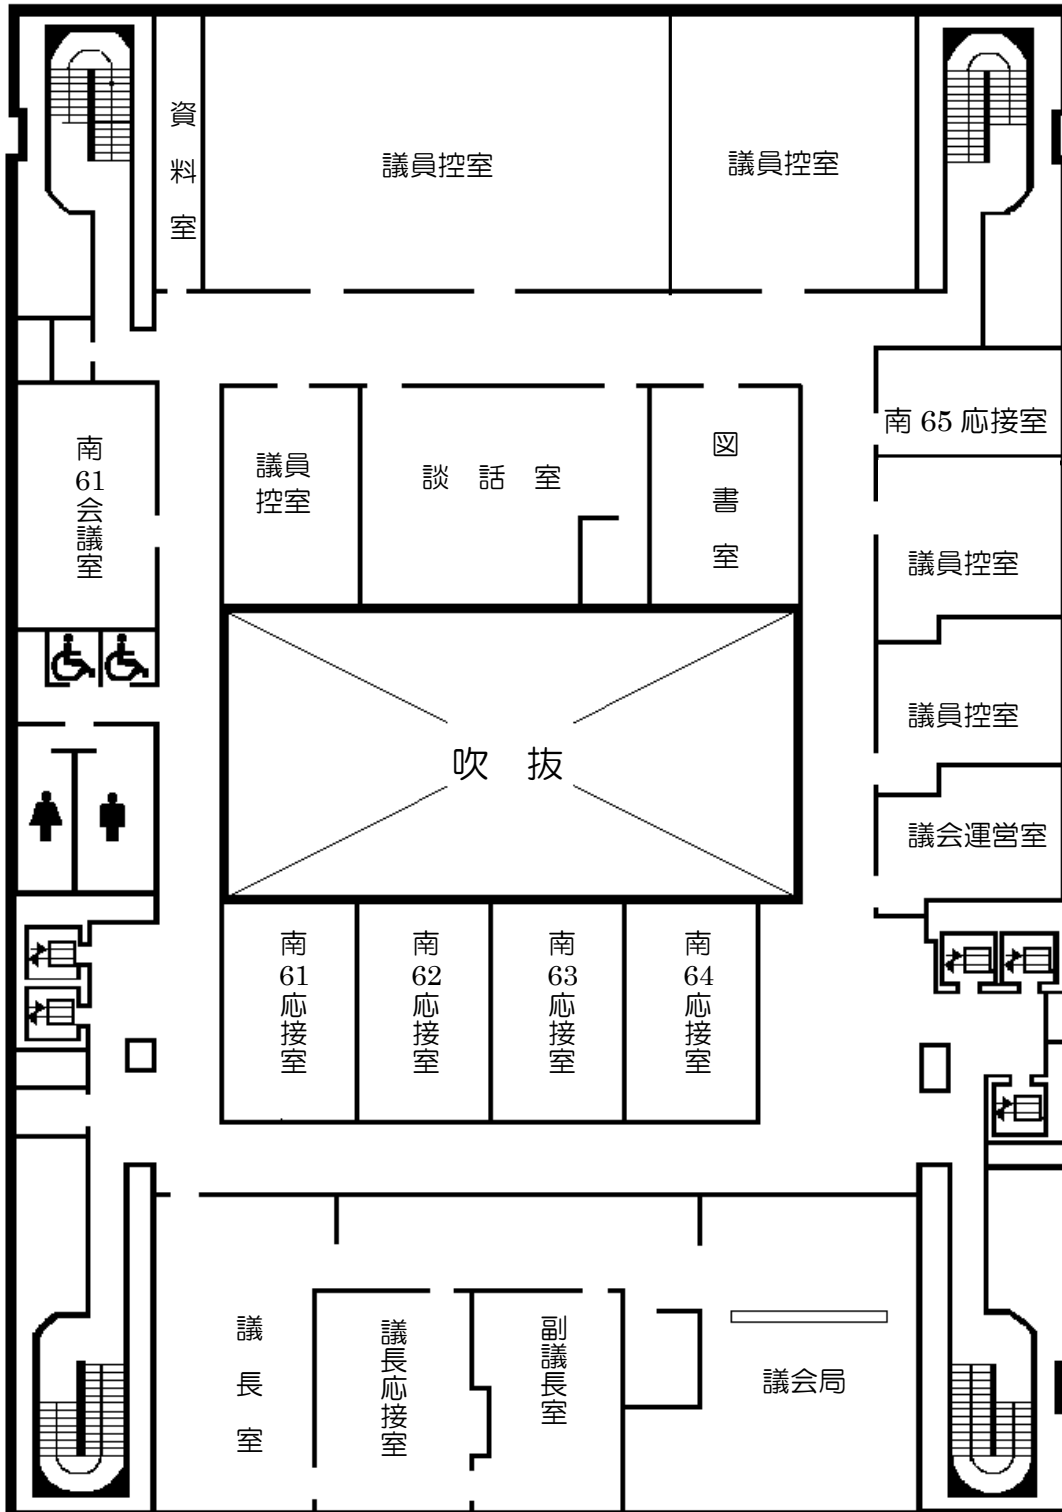 資料室
議員控室
議員控室
南65応接室
南61会議室
議員
控室
談話室
図書室
議員控室
議員控室
吹抜
議会運営室
南61応接室
南62応接室
南63応接室
南64応接室
議長室
議長応接室
副議長室
議会局